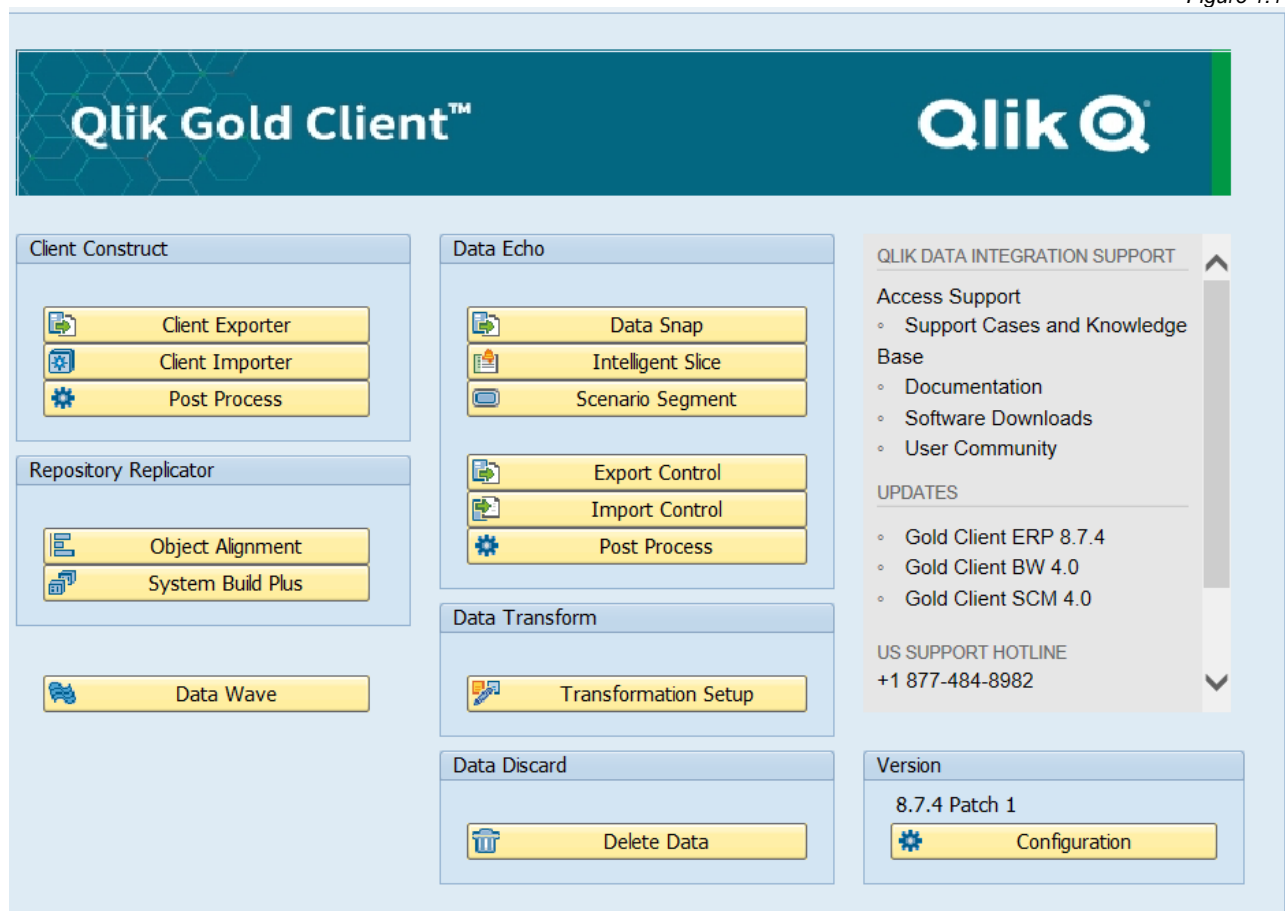 Figure 1.1
Qlik Gold Client™
Qlik
Client Construct
Client Exporter
Client Importer
Post Process
Repository Replicator
Object Alignment
System Build Plus
Data Wave
Data Echo
Data Snap
Intelligent Slice
Scenario Segment
Export Control
Import Control
Post Process
Data Transform
Transformation Setup
Data Discard
Delete Data
QLIK DATA INTEGRATION SUPPORT
Access Support
◦ Support Cases and Knowledge
Base
◦ Documentation
◦ Software Downloads
◦ User Community
UPDATES
◦ Gold Client ERP 8.7.4
◦ Gold Client BW 4.0
◦ Gold Client SCM 4.0
US SUPPORT HOTLINE
+1 877-484-8982
Version
8.7.4 Patch 1
Configuration